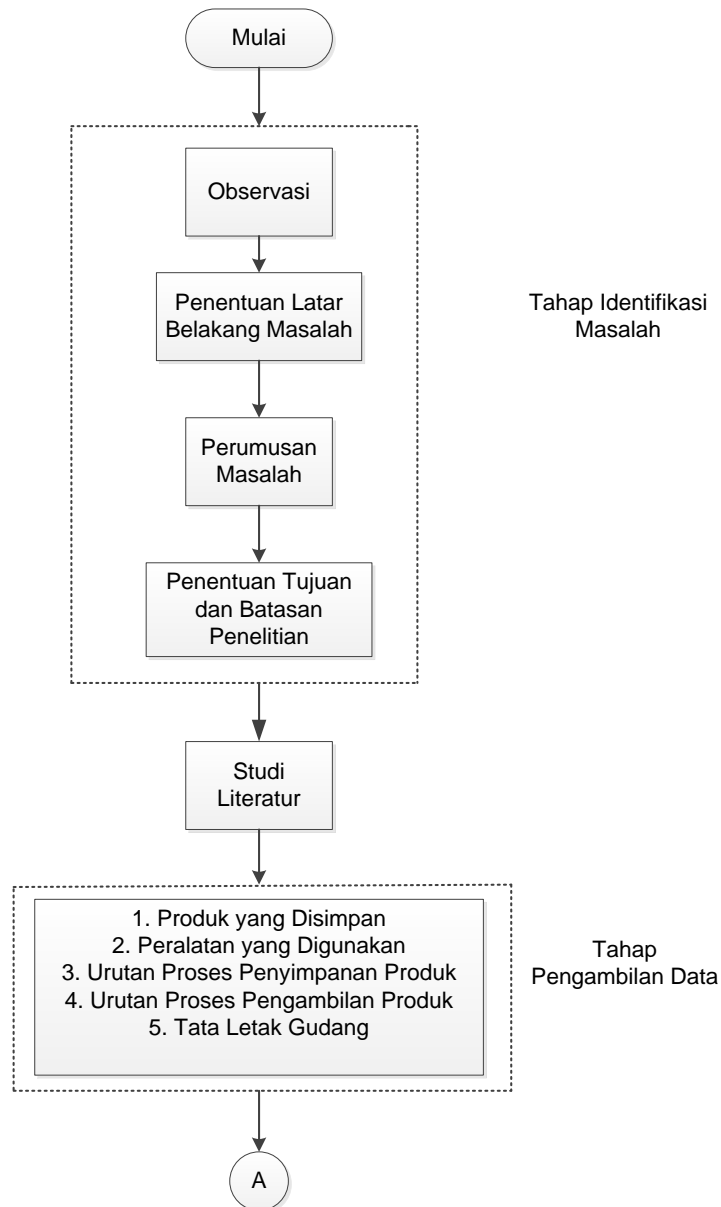 Mulai
Observasi
Penentuan Latar
Belakang Masalah
Tahap Identifikasi
Masalah
Perumusan
Masalah
Penentuan Tujuan
dan Batasan
Penelitian
Studi
Literatur
1. Produk yang Disimpan
2. Peralatan yang Digunakan
3. Urutan Proses Penyimpanan Produk
4. Urutan Proses Pengambilan Produk
5. Tata Letak Gudang
Tahap
Pengambilan Data
A